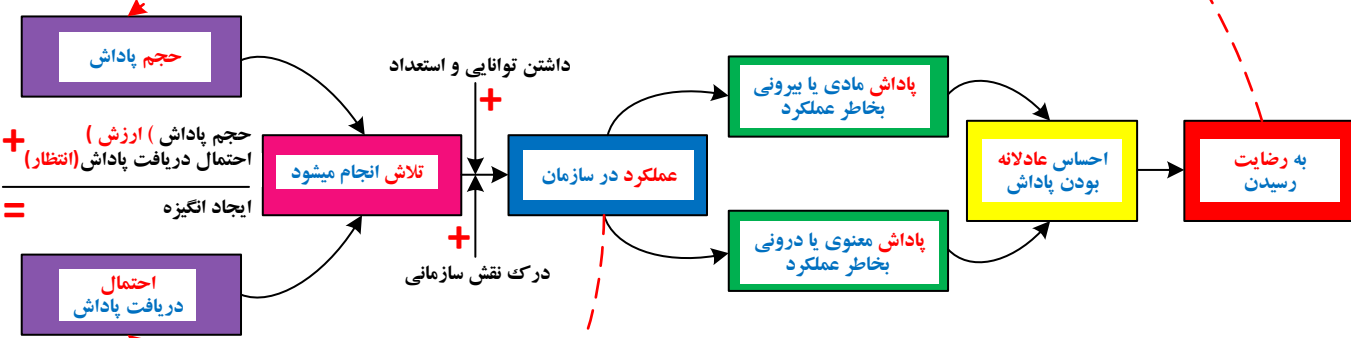 حجم پاداش
حجم پاداش ) ارزش )
احتمال دریافت پاداش(انتظار)
+
=
ایجاد انگیزه
احتمال
دریافت پاداش
تلاش انجام میشود
داشتن توانایی و استعداد
+
+
درک نقش سازمانی
عملکرد در سازمان
پاداش مادی یا بیرونی
بخاطر عملکرد
پاداش معنوی یا درونی
بخاطر عملکرد
احساس عادلانه
بودن پاداش
به رضایت
رسیدن